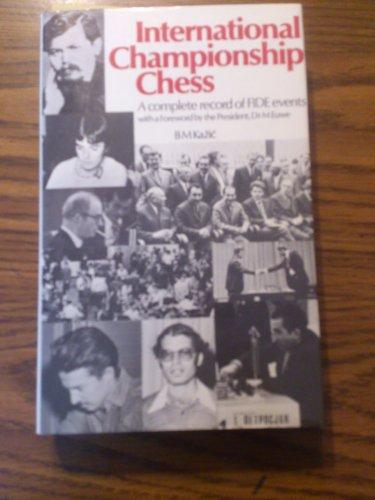 International
Championship
Chess
A complete record of FIDE events
with a Foreword by the President, Dr M Euwe
B M Kažić